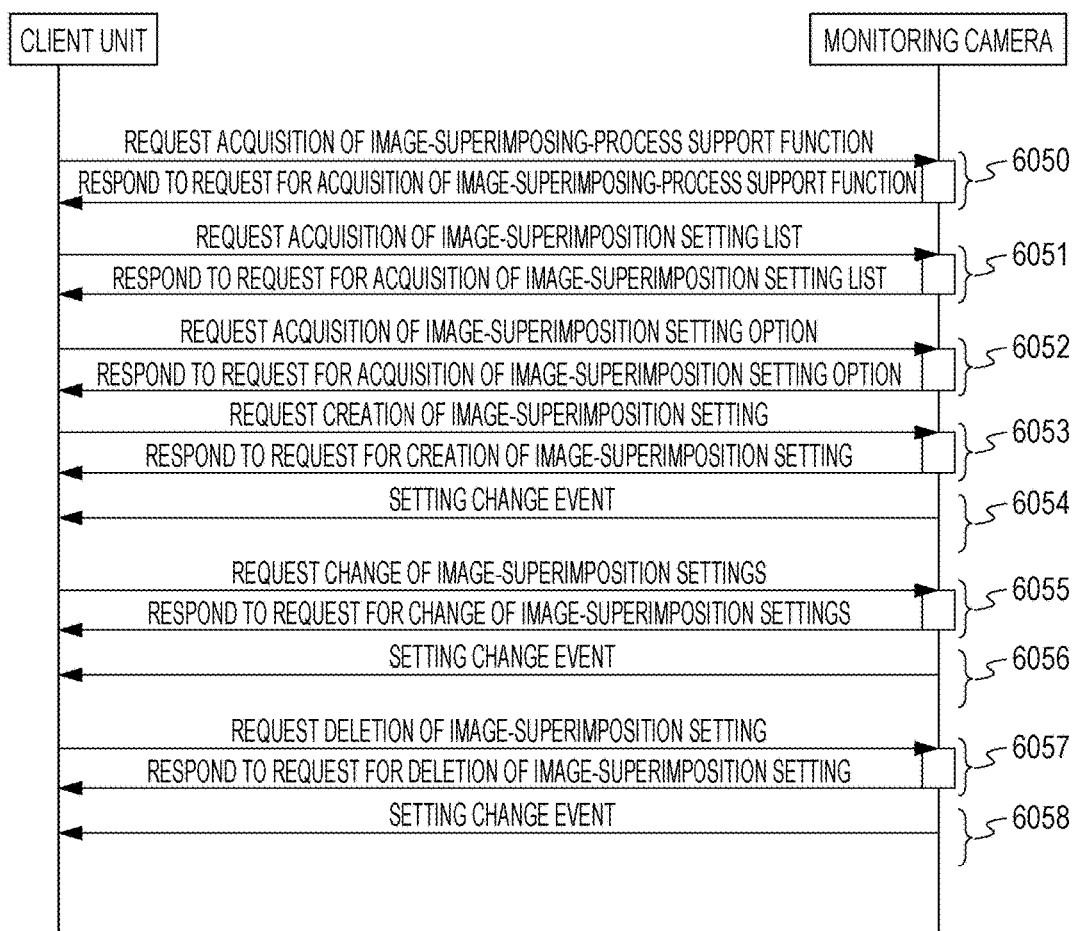 CLIENT UNIT
MONITORING CAMERA
REQUEST ACQUISITION OF IMAGE-SUPERIMPOSING-PROCESS SUPPORT FUNCTION
RESPOND TO REQUEST FOR ACQUISITION OF IMAGE-SUPERIMPOSING-PROCESS SUPPORT FUNCTION
6050
REQUEST ACQUISITION OF IMAGE-SUPERIMPOSITION SETTING LIST
RESPOND TO REQUEST FOR ACQUISITION OF IMAGE-SUPERIMPOSITION SETTING LIST
6051
REQUEST ACQUISITION OF IMAGE-SUPERIMPOSITION SETTING OPTION
RESPOND TO REQUEST FOR ACQUISITION OF IMAGE-SUPERIMPOSITION SETTING OPTION
6052
REQUEST CREATION OF IMAGE-SUPERIMPOSITION SETTING
RESPOND TO REQUEST FOR CREATION OF IMAGE-SUPERIMPOSITION SETTING
6053
SETTING CHANGE EVENT
6054
REQUEST CHANGE OF IMAGE-SUPERIMPOSITION SETTINGS
RESPOND TO REQUEST FOR CHANGE OF IMAGE-SUPERIMPOSITION SETTINGS
6055
SETTING CHANGE EVENT
6056
REQUEST DELETION OF IMAGE-SUPERIMPOSITION SETTING
RESPOND TO REQUEST FOR DELETION OF IMAGE-SUPERIMPOSITION SETTING
6057
SETTING CHANGE EVENT
6058